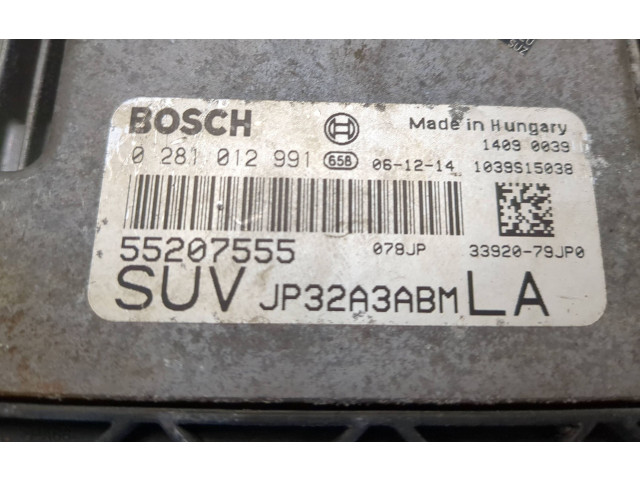 BOSCH
Made in Hungary
1409 0039
0 281 012 991 658 06-12-14 1039S15038
55207555 078JP 33920-79JP0
SUV JP32A3ABM LA